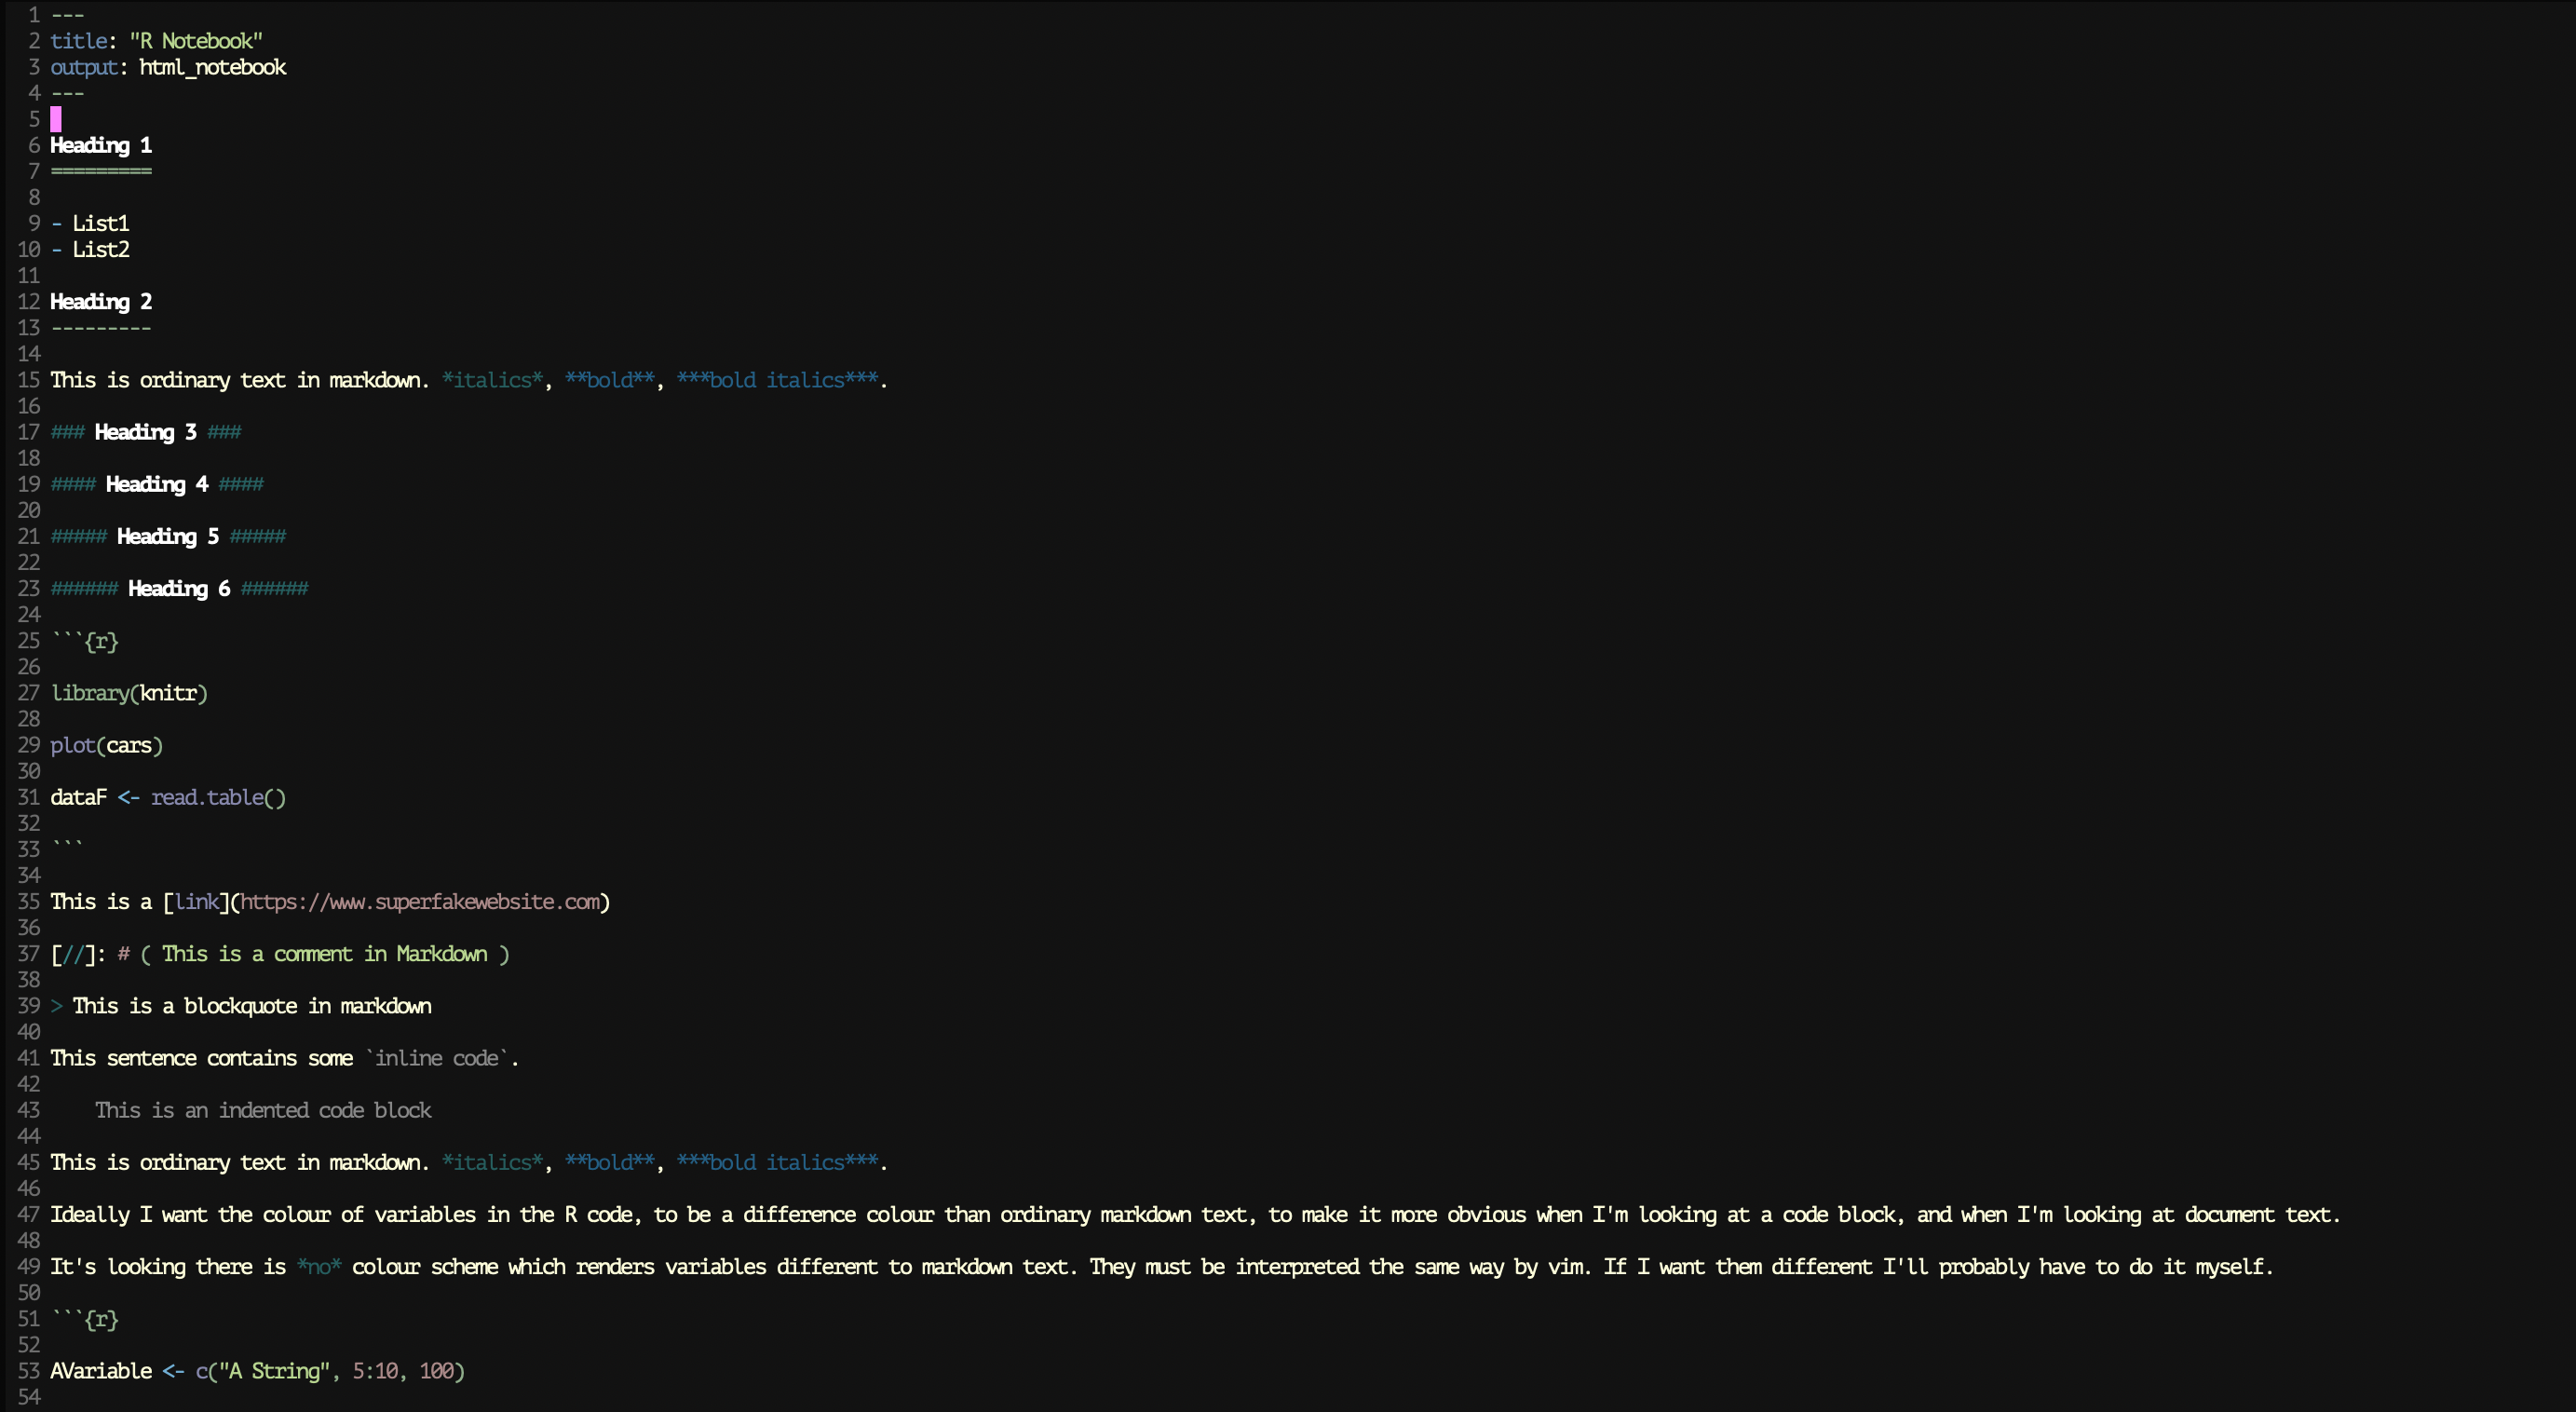 1 ---
2 title: "R Notebook"
3 output: html_notebook
4 ---
5
6 Heading 1
7 =========
8
9 - List1
10 - List2
11
12 Heading 2
13 ---------
14
15 This is ordinary text in markdown. *italics*, **bold**, ***bold italics***.
16
17 ### Heading 3 ###
18
19 #### Heading 4 ####
20
21 ##### Heading 5 #####
22
23 ###### Heading 6 ######
24
25 ```{r}
26
27 library(knitr)
28
29 plot(cars)
30
31 dataF <- read.table()
32
33 ```
34
35 This is a [link](https://www.superfakewebsite.com)
36
37 [//]: # ( This is a comment in Markdown )
38
39 > This is a blockquote in markdown
40
41 This sentence contains some `inline code`.
42
43     This is an indented code block
44
45 This is ordinary text in markdown. *italics*, **bold**, ***bold italics***.
46
47 Ideally I want the colour of variables in the R code, to be a difference colour than ordinary markdown text, to make it more obvious when I'm looking at a code block, and when I'm looking at document text.
48
49 It's looking there is *no* colour scheme which renders variables different to markdown text. They must be interpreted the same way by vim. If I want them different I'll probably have to do it myself.
50
51 ```{r}
52
53 AVariable <- c("A String", 5:10, 100)
54